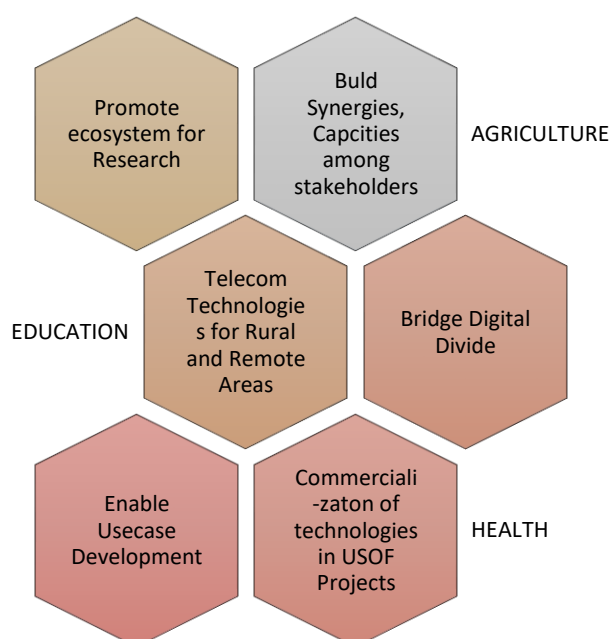 Promote
ecosystem for
Research
Buld
Synergies,
Capcities
among
stakeholders
AGRICULTURE
EDUCATION
Telecom
Technologie
s for Rural
and Remote
Areas
Bridge Digital
Divide
Enable
Usecase
Development
Commerciali
-zaton of
technologies
in USOF
Projects
HEALTH